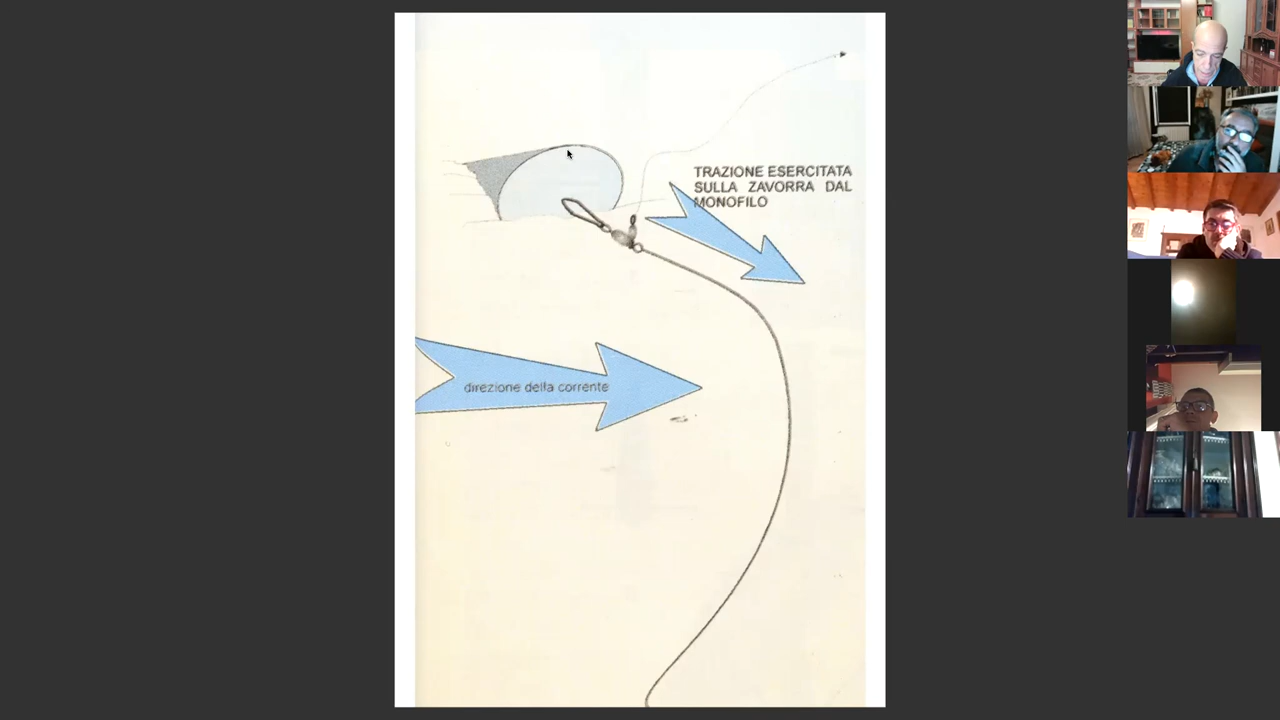 TRAZIONE ESERCITATA
SULLA ZAVORRA DAL
MONOFILO
direzione della corrente